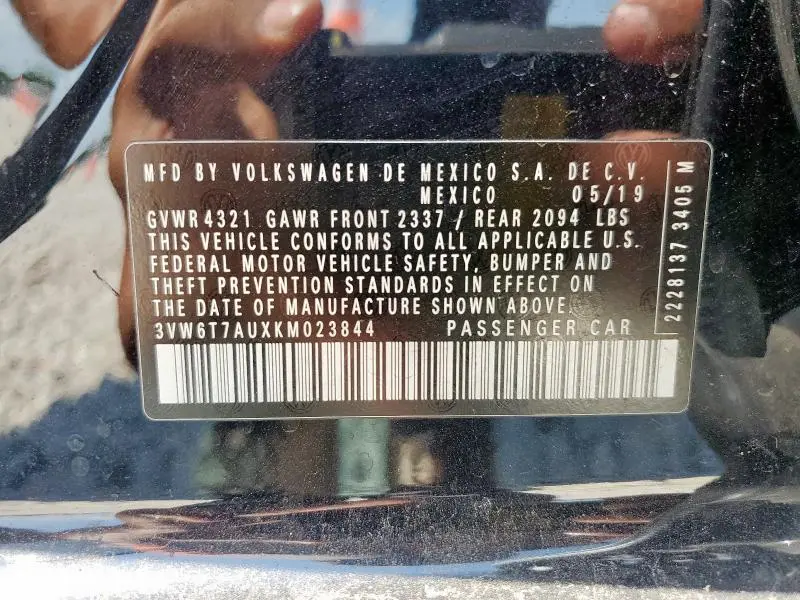 MFD BY VOLKSWAGEN DE MEXICO S.A. DE C.V.
MEXICO 05/19
GVWR 4321 GAWR FRONT 2337 / REAR 2094 LBS
THIS VEHICLE CONFORMS TO ALL APPLICABLE U.S.
FEDERAL MOTOR VEHICLE SAFETY, BUMPER AND
THEFT PREVENTION STANDARDS IN EFFECT ON
THE DATE OF MANUFACTURE SHOWN ABOVE.
3VW6T7AUXKM023844 PASSENGER CAR
2228137 3405 M